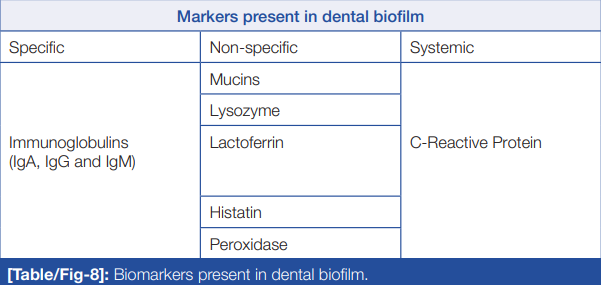 Markers present in dental biofilm
Specific Non-specific Systemic
Mucins
Lysozyme
Immunoglobulins
(IgA, IgG and IgM)
Lactoferrin
C-Reactive Protein
Histatin
Peroxidase
[Table/Fig-8]: Biomarkers present in dental biofilm.